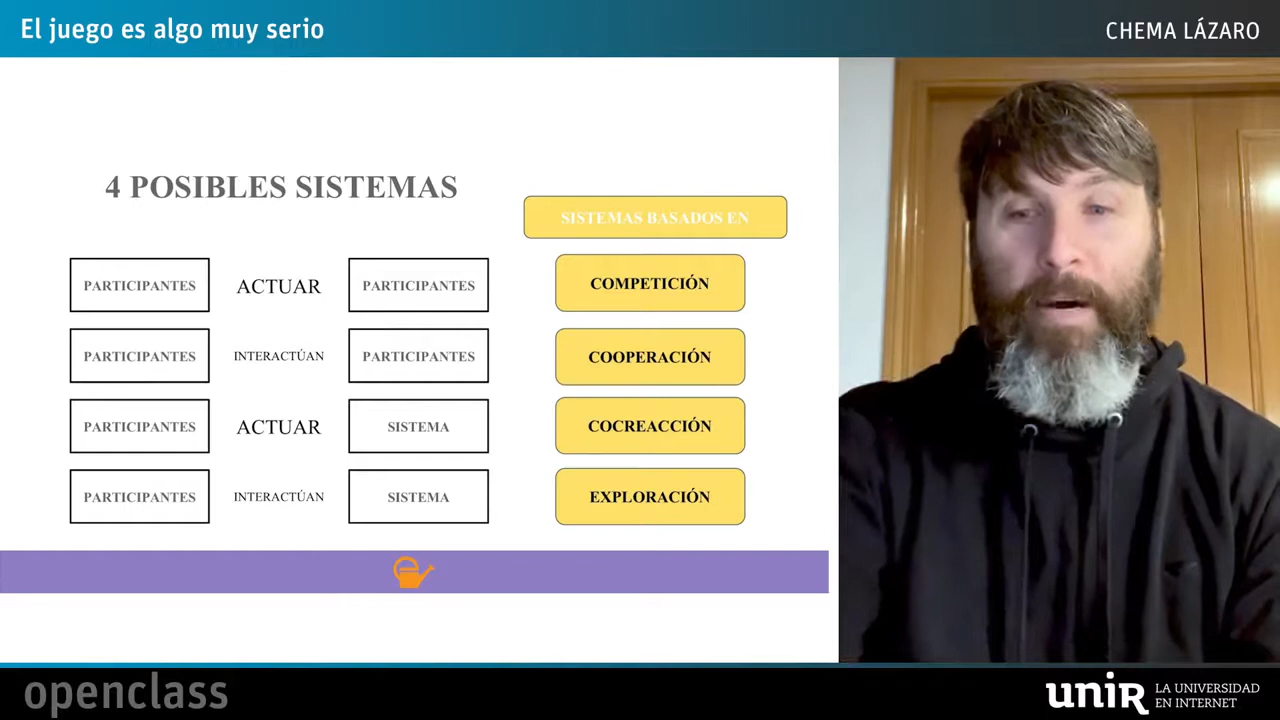 El juego es algo muy serio
CHEMA LÁZARO
4 POSIBLES SISTEMAS
SISTEMAS BASADOS EN
PARTICIPANTES ACTUAR PARTICIPANTES COMPETICIÓN
PARTICIPANTES INTERACTÚAN PARTICIPANTES COOPERACIÓN
PARTICIPANTES ACTUAR SISTEMA COCREACCIÓN
PARTICIPANTES INTERACTÚAN SISTEMA EXPLORACIÓN
openclass
unir LA UNIVERSIDAD
EN INTERNET